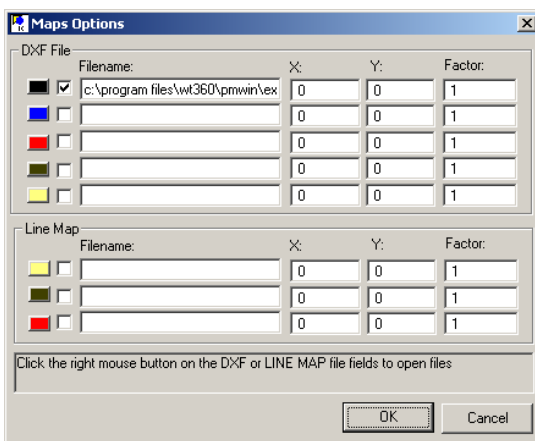 Maps Options
DXF File
Filename: X: Y: Factor:
c:\program files\wt360\pmwin\ex 0 0 1
0 0 1
0 0 1
0 0 1
0 0 1
Line Map
Filename: X: Y: Factor:
0 0 1
0 0 1
0 0 1
Click the right mouse button on the DXF or LINE MAP file fields to open files
OK Cancel